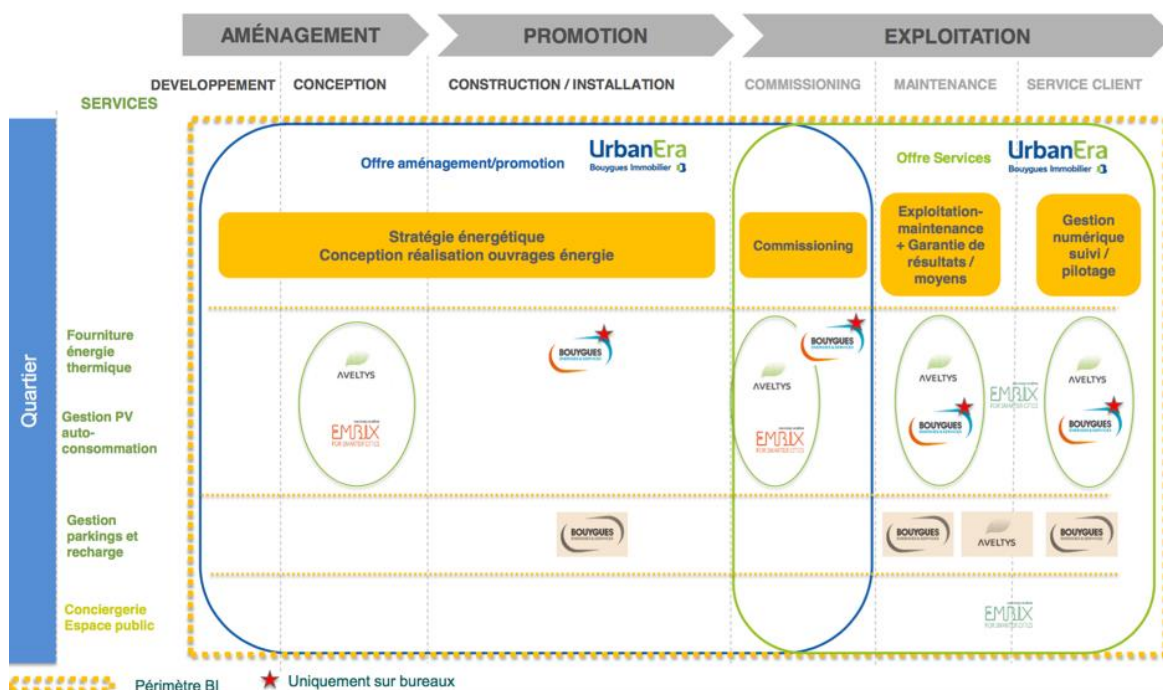 AMÉNAGEMENT
PROMOTION
EXPLOITATION
DEVELOPPEMENT
CONCEPTION
CONSTRUCTION / INSTALLATION
COMMISSIONING
MAINTENANCE
SERVICE CLIENT
SERVICES
Quartier
Offre aménagement/promotion
UrbanEra
Bouygues Immobilier
Offre Services
UrbanEra
Bouygues Immobilier
Stratégie énergétique
Conception réalisation ouvrages énergie
Commissioning
Exploitation-
maintenance
+ Garantie de
résultats /
moyens
Gestion
numérique
suivi /
pilotage
Fourniture
énergie
thermique
AVELTYS
BOUYGUES
BOUYGUES
AVELTYS
AVELTYS
AVELTYS
Gestion PV
auto-
consommation
EMBIX
EMBIX
BOUYGUES
EMBIX
BOUYGUES
Gestion
parkings et
recharge
BOUYGUES
BOUYGUES
AVELTYS
BOUYGUES
Conciergerie
Espace public
EMBIX
Périmètre BI
Uniquement sur bureaux